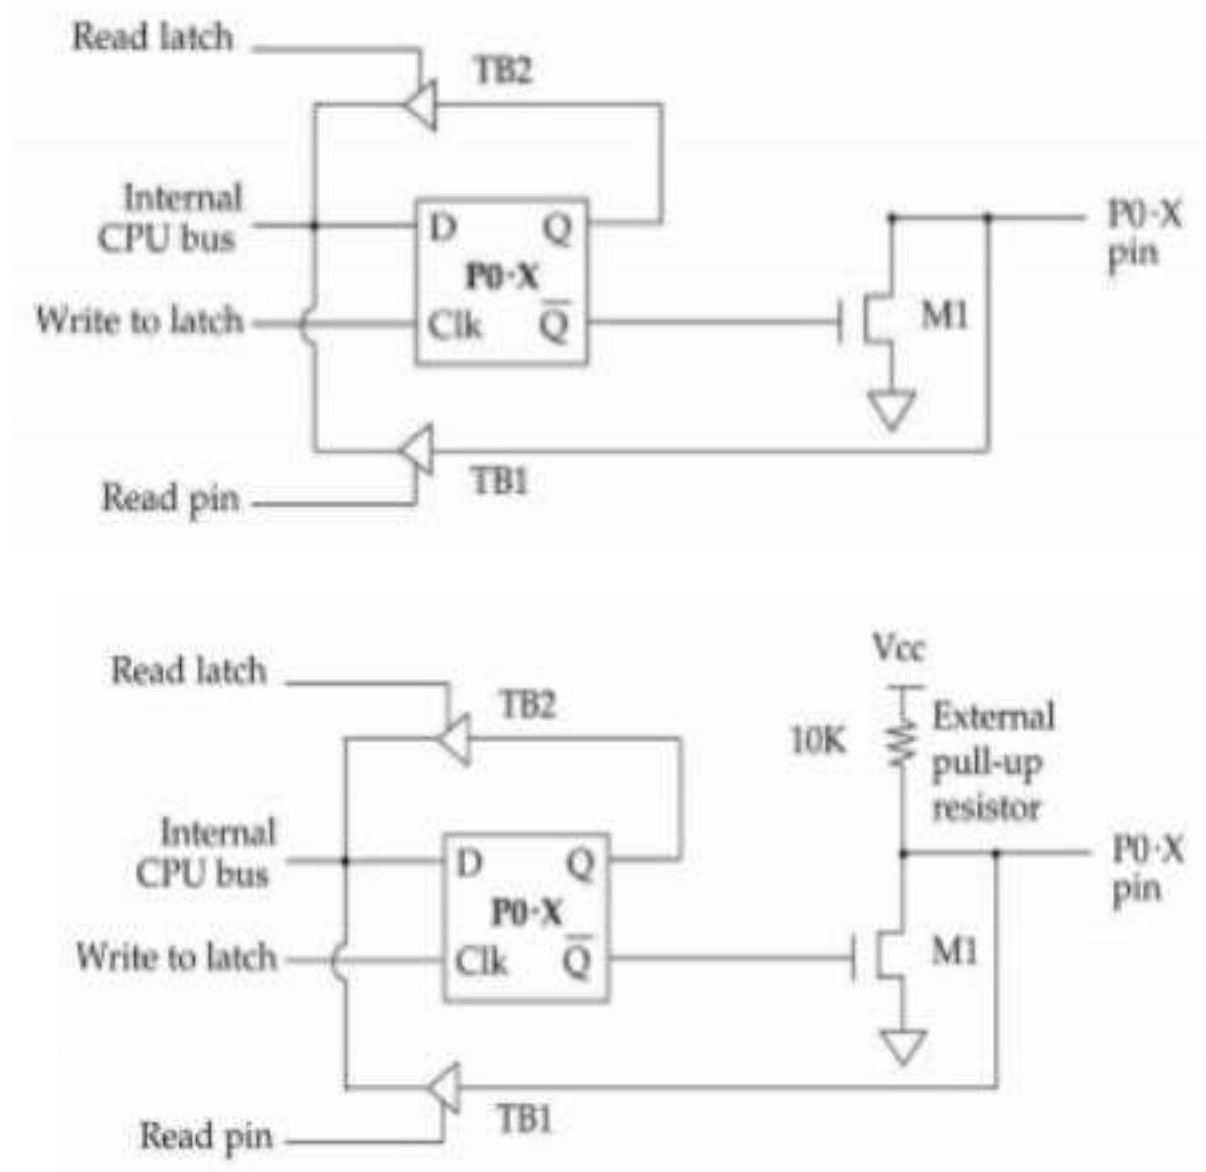 Read latch
TB2
Internal
CPU bus
D Q
P0·X
pin
P0·X
Write to latch
Clk Q̅
M1
TB1
Read pin
Vcc
Read latch
TB2
External
10K
pull-up
resistor
Internal
CPU bus
D Q
P0·X
pin
P0·X
Write to latch
Clk Q̅
M1
TB1
Read pin